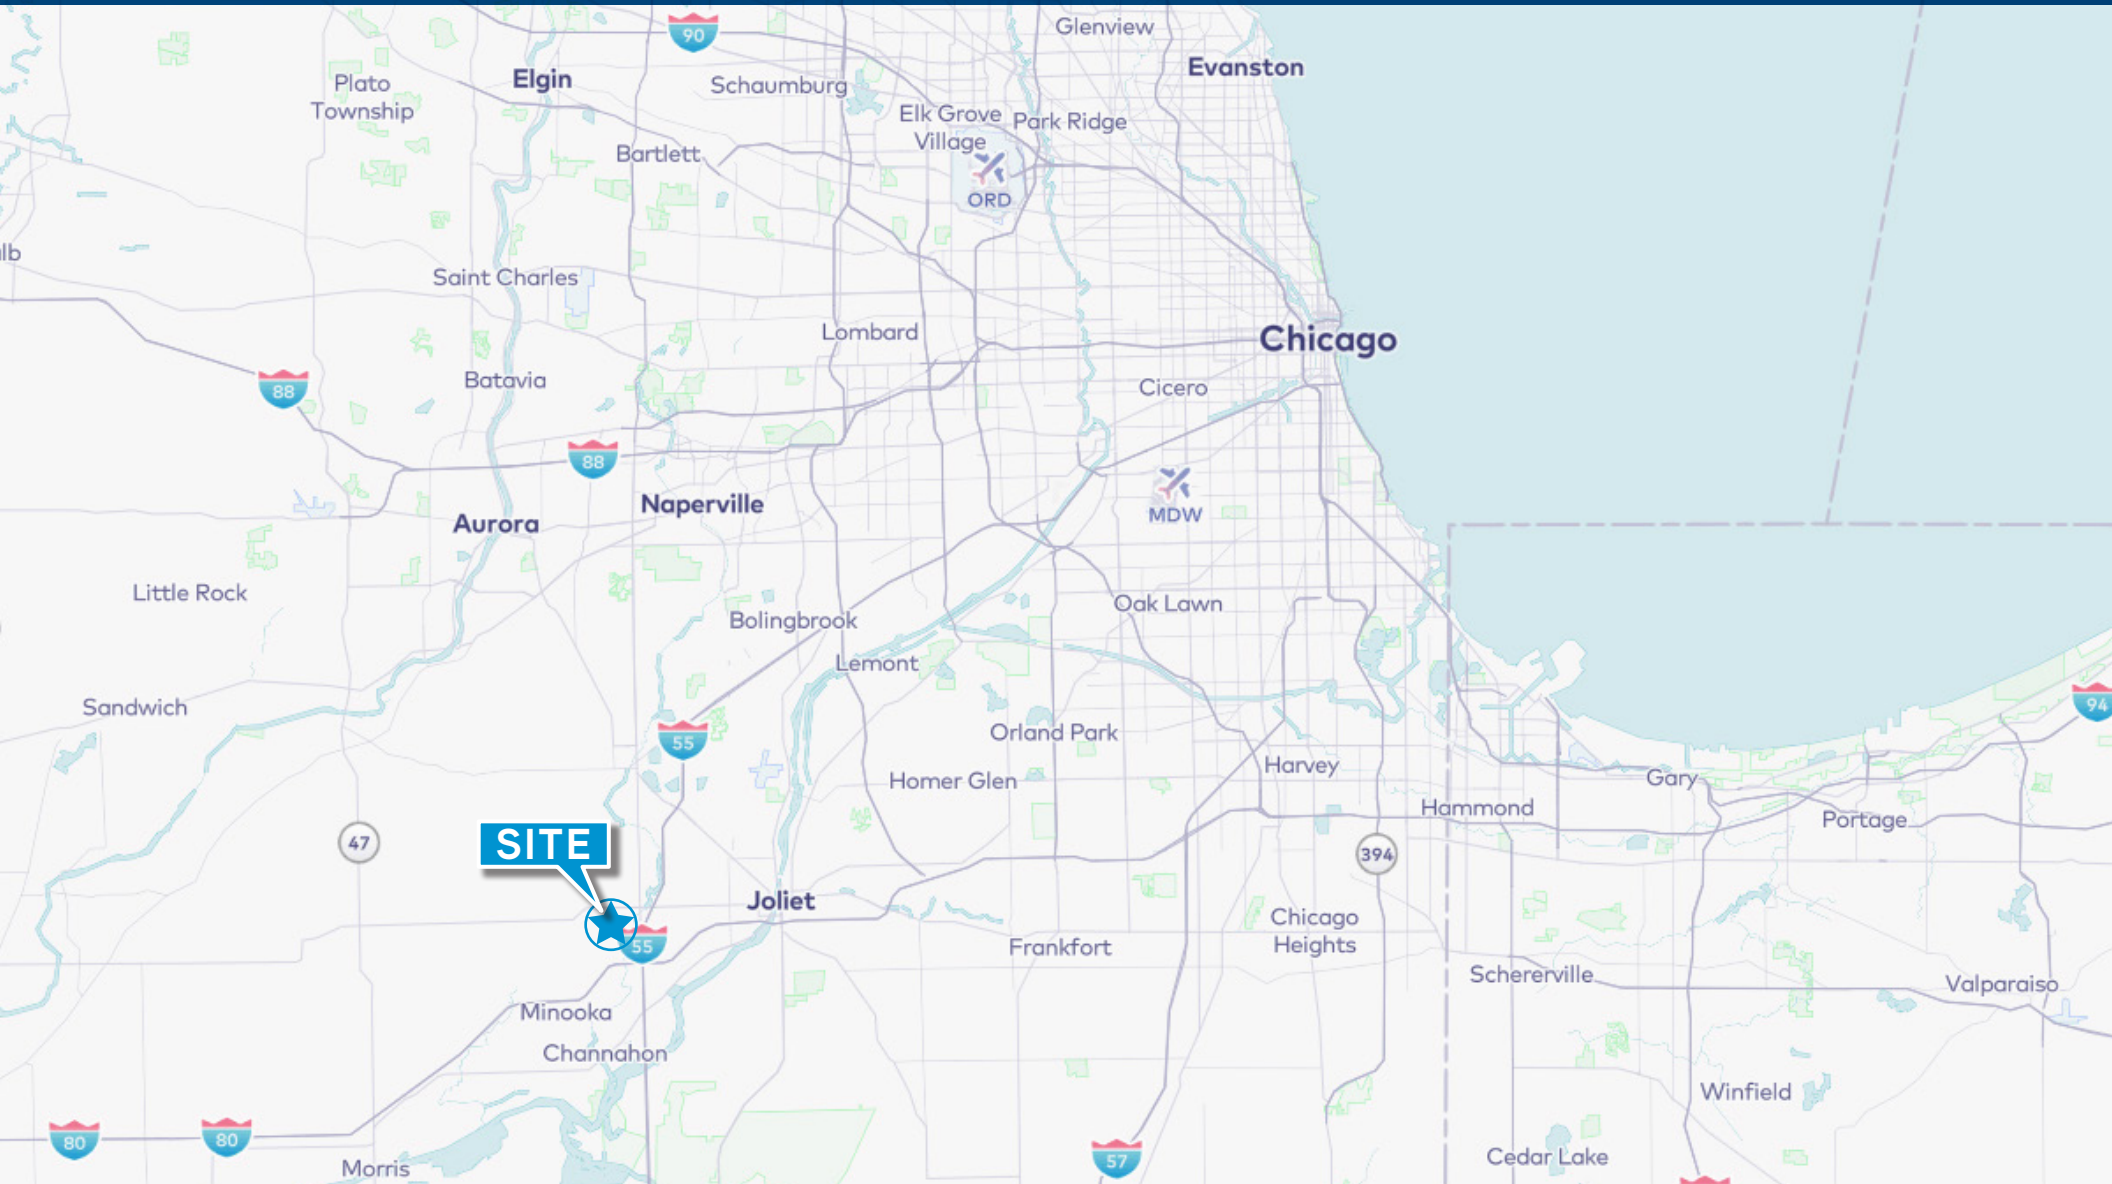 90
Glenview
Elgin
Evanston
Plato
Township
Schaumburg
Elk Grove
Village
Park Ridge
Bartlett
ORD
lb
Saint Charles
Lombard
Chicago
88
Batavia
Cicero
88
Naperville
MDW
Aurora
Little Rock
Oak Lawn
Bolingbrook
Lemont
Sandwich
94
55
Orland Park
Harvey
Homer Glen
Gary
Hammond
Portage
47
SITE
394
Joliet
55
Chicago
Heights
Frankfort
Schererville
Valparaiso
Minooka
Channahon
Winfield
80
80
57
Cedar Lake
Morris